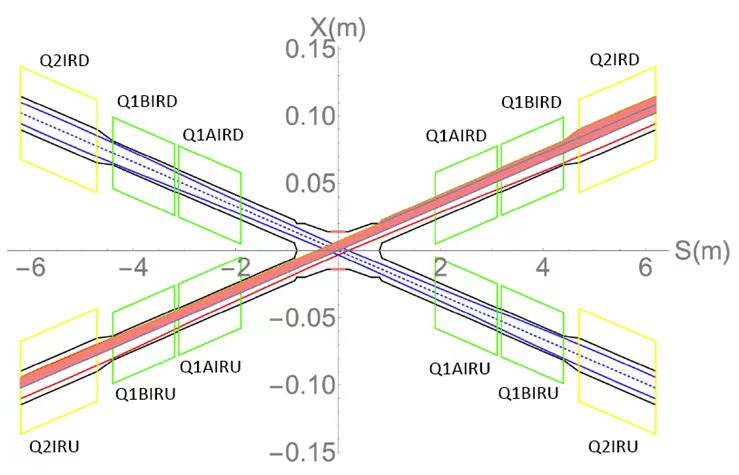 X(m)
0.15
Q2IRD
Q2IRD
Q1BIRD
Q1BIRD
0.10
Q1AIRD
Q1AIRD
0.05
S(m)
−6
−4
−2
2
4
6
−0.05
Q1AIRU
Q1AIRU
−0.10
Q1BIRU
Q1BIRU
Q2IRU
Q2IRU
−0.15